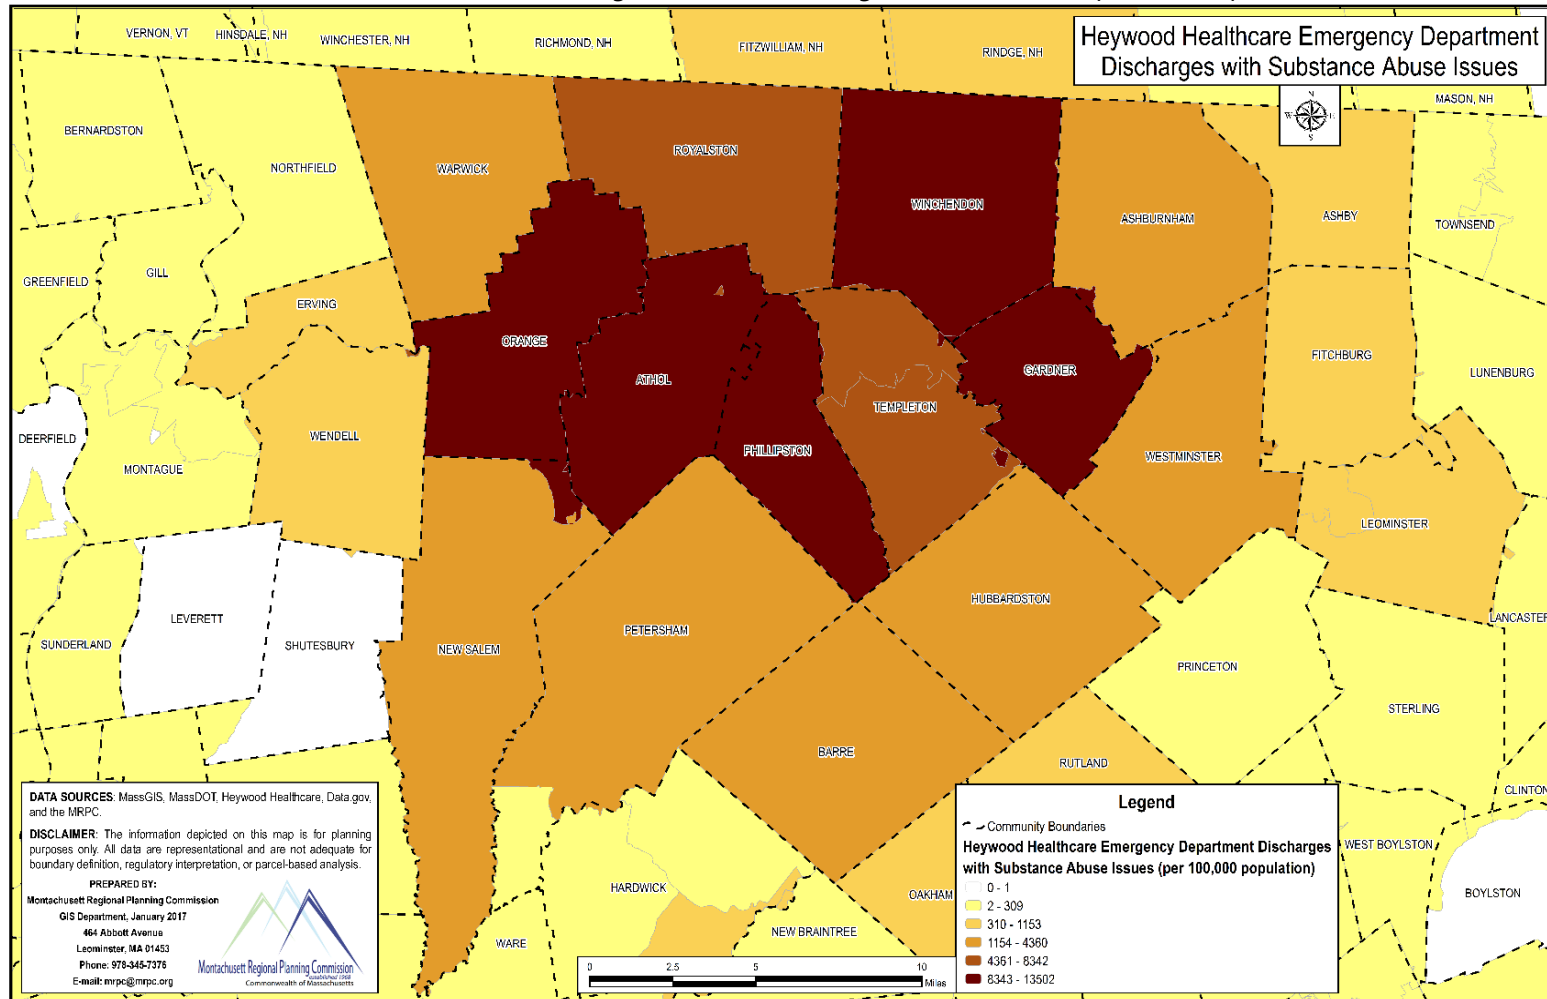 Heywood Healthcare Emergency Department
Discharges with Substance Abuse Issues
VERNON, VT
HINSDALE, NH
WINCHESTER, NH
RICHMOND, NH
FITZWILLIAM, NH
RINDGE, NH
MASON, NH
N
W E
S
BERNARDSTON
NORTHFIELD
WARWICK
ROYALSTON
WINCHENDON
ASHBURNHAM
ASHBY
TOWNSEND
GREENFIELD
GILL
ERVING
ORANGE
ATHOL
GARDNER
FITCHBURG
LUNENBURG
TEMPLETON
DEERFIELD
WENDELL
PHILLIPSTON
WESTMINSTER
MONTAGUE
LEOMINSTER
LEVERETT
HUBBARDSTON
LANCASTER
SUNDERLAND
SHUTESBURY
NEW SALEM
PETERSHAM
PRINCETON
STERLING
BARRE
RUTLAND
CLINTON
WEST BOYLSTON
HARDWICK
OAKHAM
BOYLSTON
WARE
NEW BRAINTREE
DATA SOURCES: MassGIS, MassDOT, Heywood Healthcare, Data.gov,
and the MRPC.
DISCLAIMER: The information depicted on this map is for planning
purposes only. All data are representational and are not adequate for
boundary definition, regulatory interpretation, or parcel-based analysis.
PREPARED BY:
Montachusett Regional Planning Commission
GIS Department, January 2017
464 Abbott Avenue
Leominster, MA 01453
Phone: 978-345-7376
E-mail: mrpc@mrpc.org
Montachusett Regional Planning Commission
established 1968
Commonwealth of Massachusetts
0 2.5 5 10
Miles
Legend
Community Boundaries
Heywood Healthcare Emergency Department Discharges
with Substance Abuse Issues (per 100,000 population)
0 - 1
2 - 309
310 - 1153
1154 - 4360
4361 - 8342
8343 - 13502